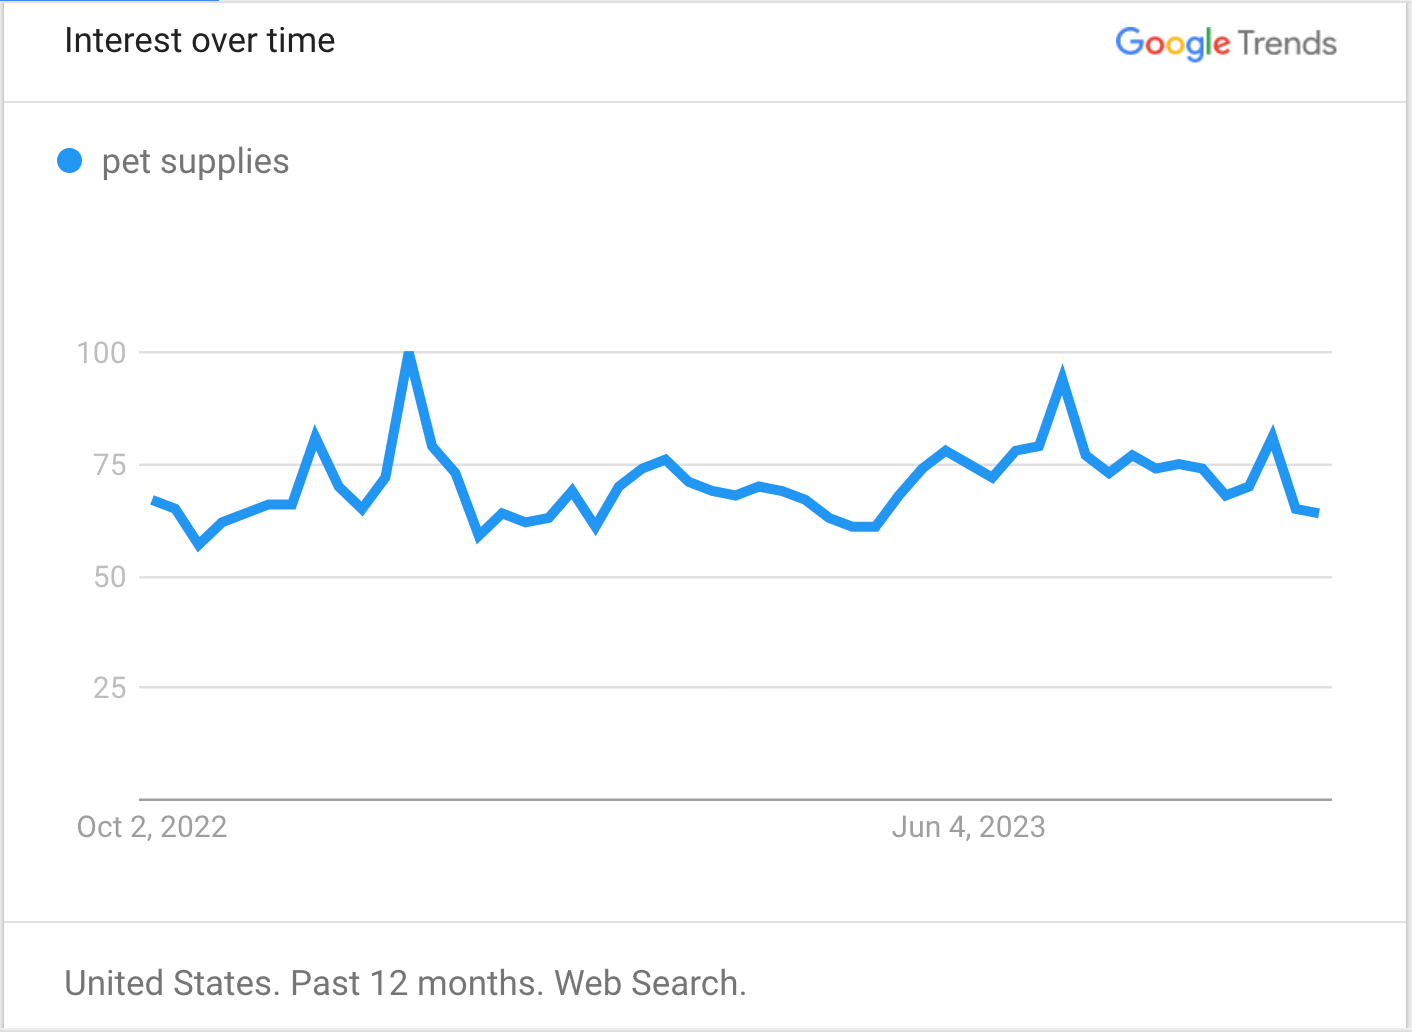 Interest over time
Google Trends
pet supplies
100
75
50
25
Oct 2, 2022
Jun 4, 2023
United States. Past 12 months. Web Search.